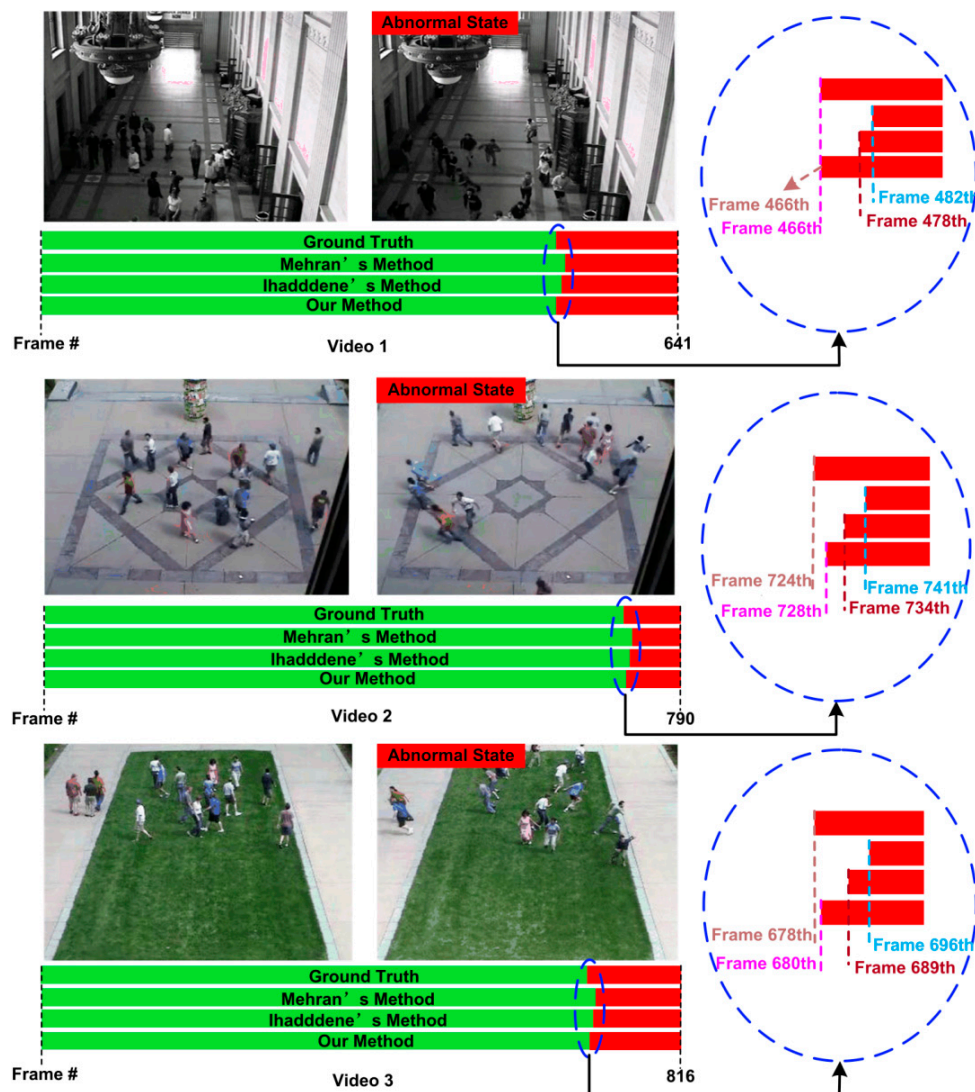 Abnormal State
Frame 466th
Frame 482th
Frame 466th
Frame 478th
Ground Truth
Mehran's Method
Ihadddene's Method
Our Method
Frame #
Video 1
641
Abnormal State
Frame 724th
Frame 741th
Frame 728th
Frame 734th
Ground Truth
Mehran's Method
Ihadddene's Method
Our Method
Frame #
Video 2
790
Abnormal State
Frame 678th
Frame 696th
Frame 680th
Frame 689th
Ground Truth
Mehran's Method
Ihadddene's Method
Our Method
Frame #
Video 3
816